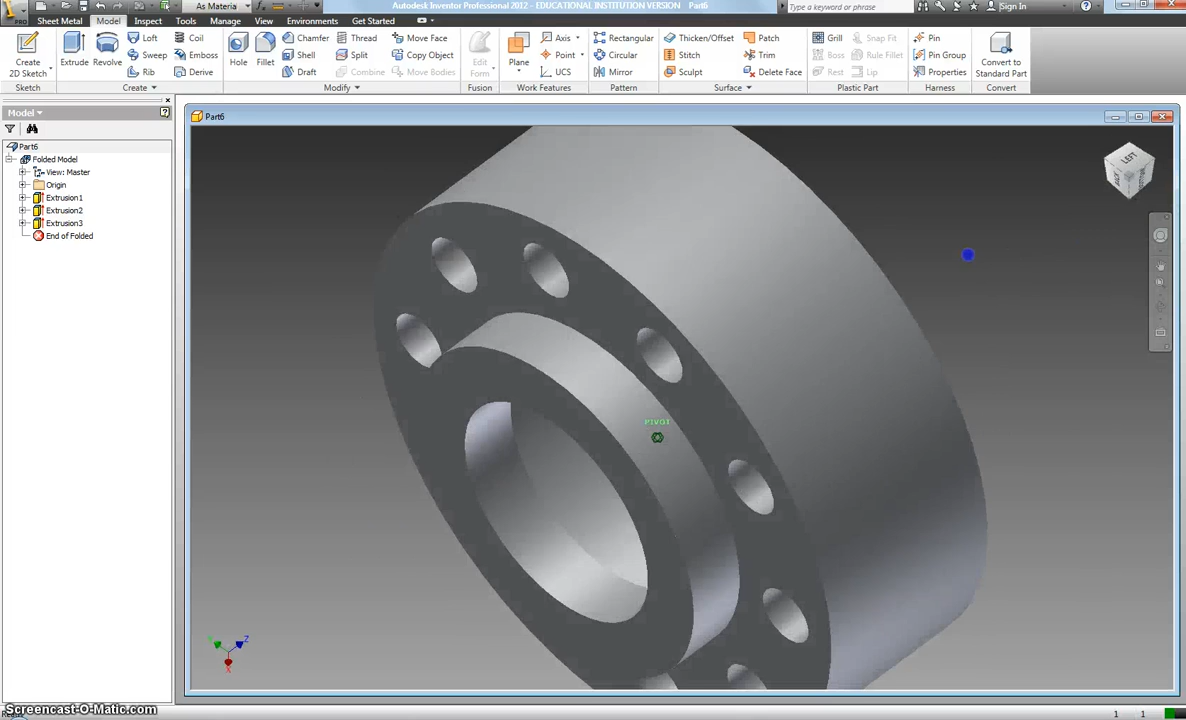 PRO
As Materia
Autodesk Inventor Professional 2012 - EDUCATIONAL INSTITUTION VERSION Part6
Type a keyword or phrase
Sign In
Sheet Metal Model Inspect Tools Manage View Environments Get Started
Create 2D Sketch
Extrude
Revolve
Loft
Sweep
Rib
Coil
Emboss
Derive
Hole
Fillet
Chamfer
Shell
Draft
Thread
Split
Combine
Move Face
Copy Object
Move Bodies
Edit Form
Plane
Axis
Point
UCS
Rectangular
Circular
Mirror
Thicken/Offset
Stitch
Sculpt
Patch
Trim
Delete Face
Grill
Boss
Rest
Snap Fit
Rule Fillet
Lip
Pin
Pin Group
Properties
Convert to Standard Part
Sketch Create Modify Fusion Work Features Pattern Surface Plastic Part Harness Convert
Model
Part6
Folded Model
View: Master
Origin
Extrusion1
Extrusion2
Extrusion3
End of Folded
Part6
LEFT
BACK
PIVOT
Z
X
Screencast-O-Matic.com
1 1